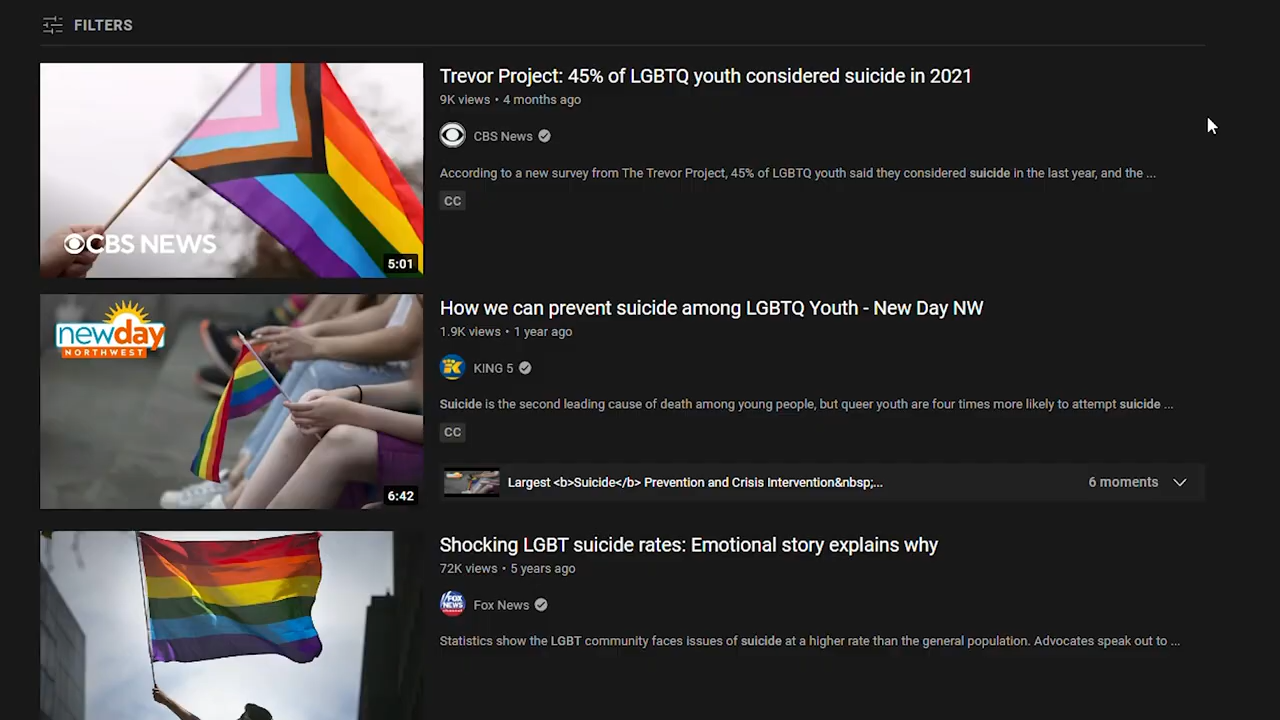 FILTERS
CBS NEWS
5:01
Trevor Project: 45% of LGBTQ youth considered suicide in 2021
9K views • 4 months ago
CBS News
According to a new survey from The Trevor Project, 45% of LGBTQ youth said they considered suicide in the last year, and the ...
CC
newday
NORTHWEST
6:42
How we can prevent suicide among LGBTQ Youth - New Day NW
1.9K views • 1 year ago
KING 5
Suicide is the second leading cause of death among young people, but queer youth are four times more likely to attempt suicide ...
CC
Largest <b>Suicide</b> Prevention and Crisis Intervention&nbsp;... 6 moments
Shocking LGBT suicide rates: Emotional story explains why
72K views • 5 years ago
FOX
NEWS
Fox News
Statistics show the LGBT community faces issues of suicide at a higher rate than the general population. Advocates speak out to ...